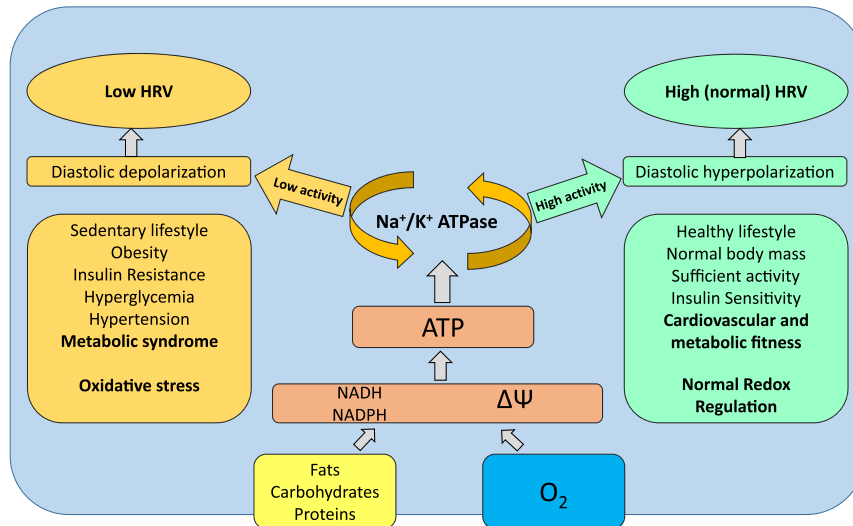 Low HRV
High (normal) HRV
Diastolic depolarization
Diastolic hyperpolarization
Low activity
High activity
Na⁺/K⁺ ATPase
Sedentary lifestyle
Obesity
Insulin Resistance
Hyperglycemia
Hypertension
Metabolic syndrome
Oxidative stress
Healthy lifestyle
Normal body mass
Sufficient activity
Insulin Sensitivity
Cardiovascular and
metabolic fitness
Normal Redox
Regulation
ATP
NADH
NADPH
ΔΨ
Fats
Carbohydrates
Proteins
O₂